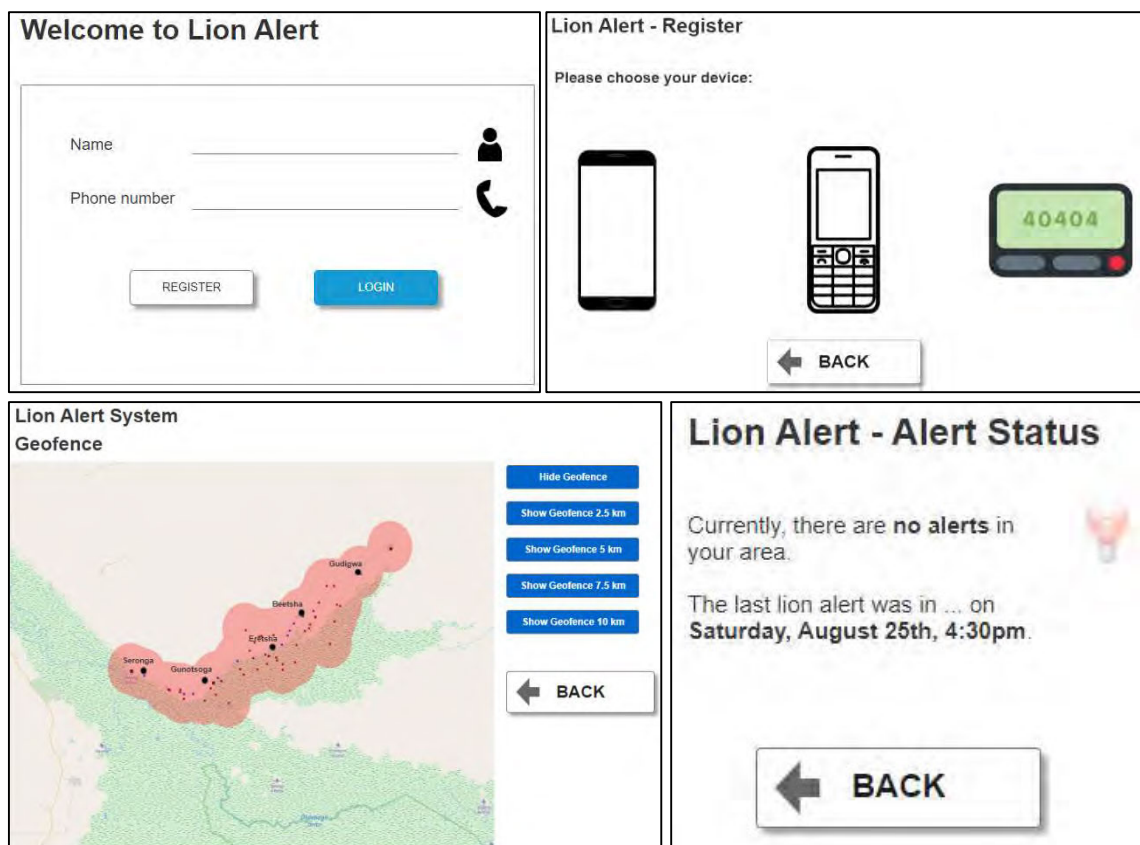 Welcome to Lion Alert
Name
Phone number
REGISTER
LOGIN
Lion Alert - Register
Please choose your device:
40404
BACK
Lion Alert System
Geofence
Gudigwa
Beetsha
Eretsha
Seronga
Gunotsoga
Hide Geofence
Show Geofence 2.5 km
Show Geofence 5 km
Show Geofence 7.5 km
Show Geofence 10 km
BACK
Lion Alert - Alert Status
Currently, there are no alerts in
your area.
The last lion alert was in ... on
Saturday, August 25th, 4:30pm.
BACK